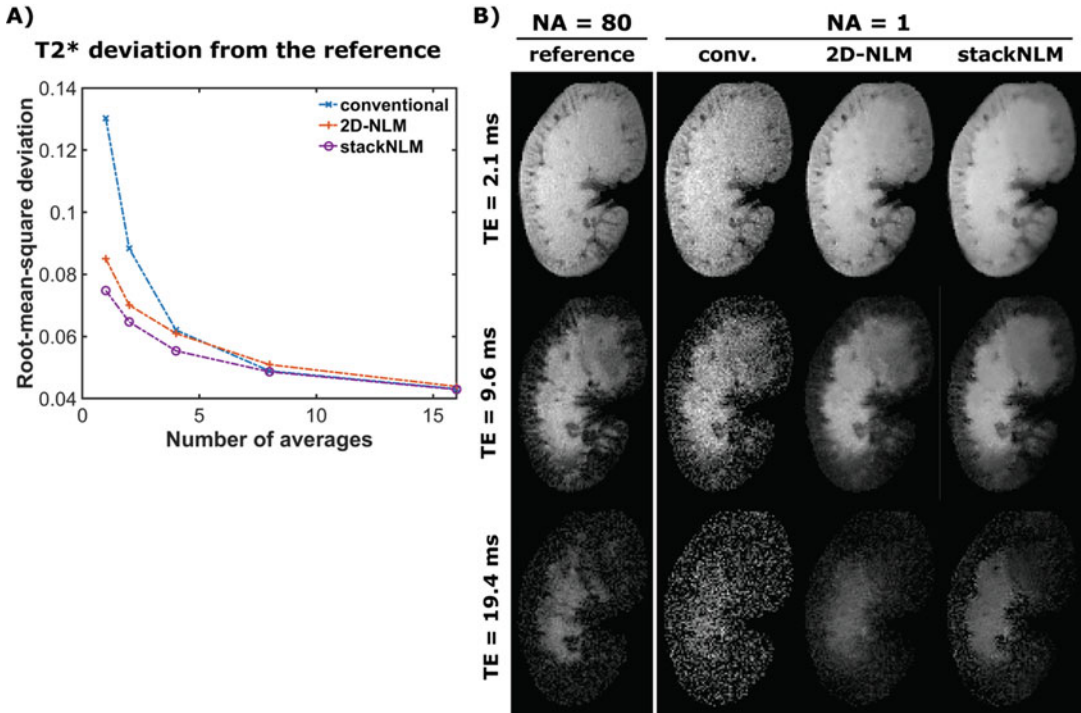 A)
T2* deviation from the reference
Root-mean-square deviation
0.14
0.12
0.1
0.08
0.06
0.04
0
5
10
15
Number of averages
conventional
2D-NLM
stackNLM
B)
NA = 80
NA = 1
reference
conv.
2D-NLM
stackNLM
TE = 2.1 ms
TE = 9.6 ms
TE = 19.4 ms